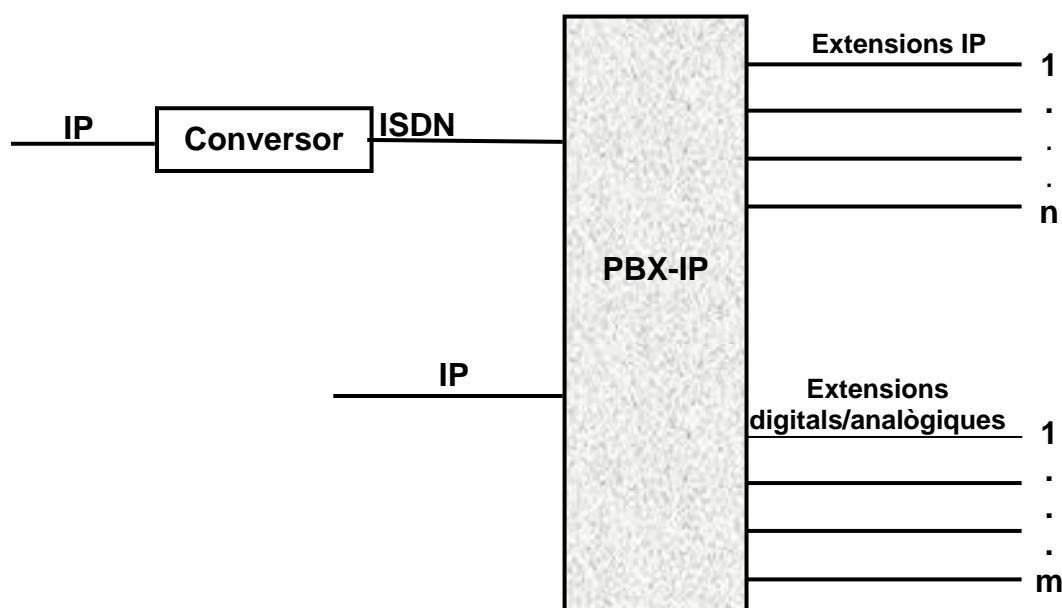 Extensions IP
1
.
.
.
n
IP
Conversor
ISDN
PBX-IP
IP
Extensions
digitals/analògiques
1
.
.
.
m